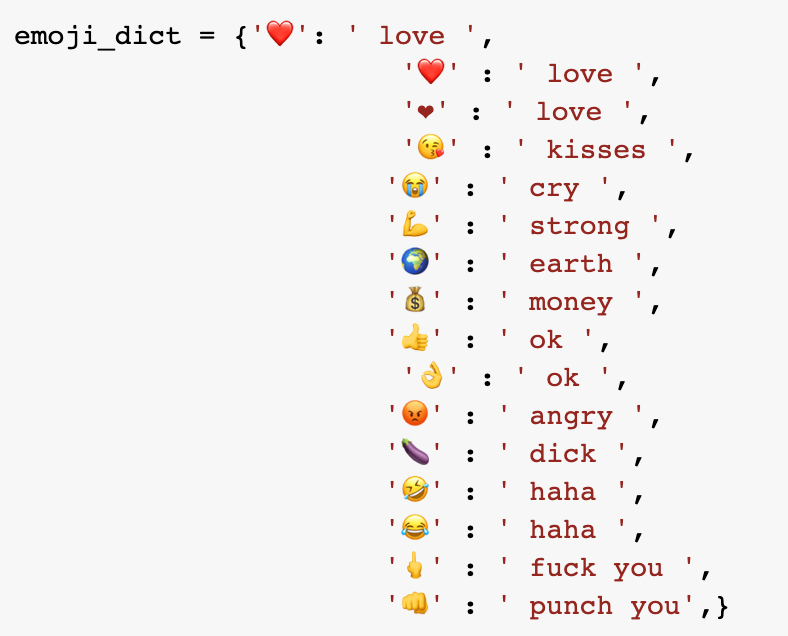 emoji_dict = {'❤️': ' love ',
'❤️' : ' love ',
'❤' : ' love ',
'😘' : ' kisses ',
'😭' : ' cry ',
'💪' : ' strong ',
'🌍' : ' earth ',
'💰' : ' money ',
'👍' : ' ok ',
'👌' : ' ok ',
'😡' : ' angry ',
'🍆' : ' dick ',
'🤣' : ' haha ',
'😂' : ' haha ',
'🖕' : ' fuck you ',
'👊' : ' punch you',}